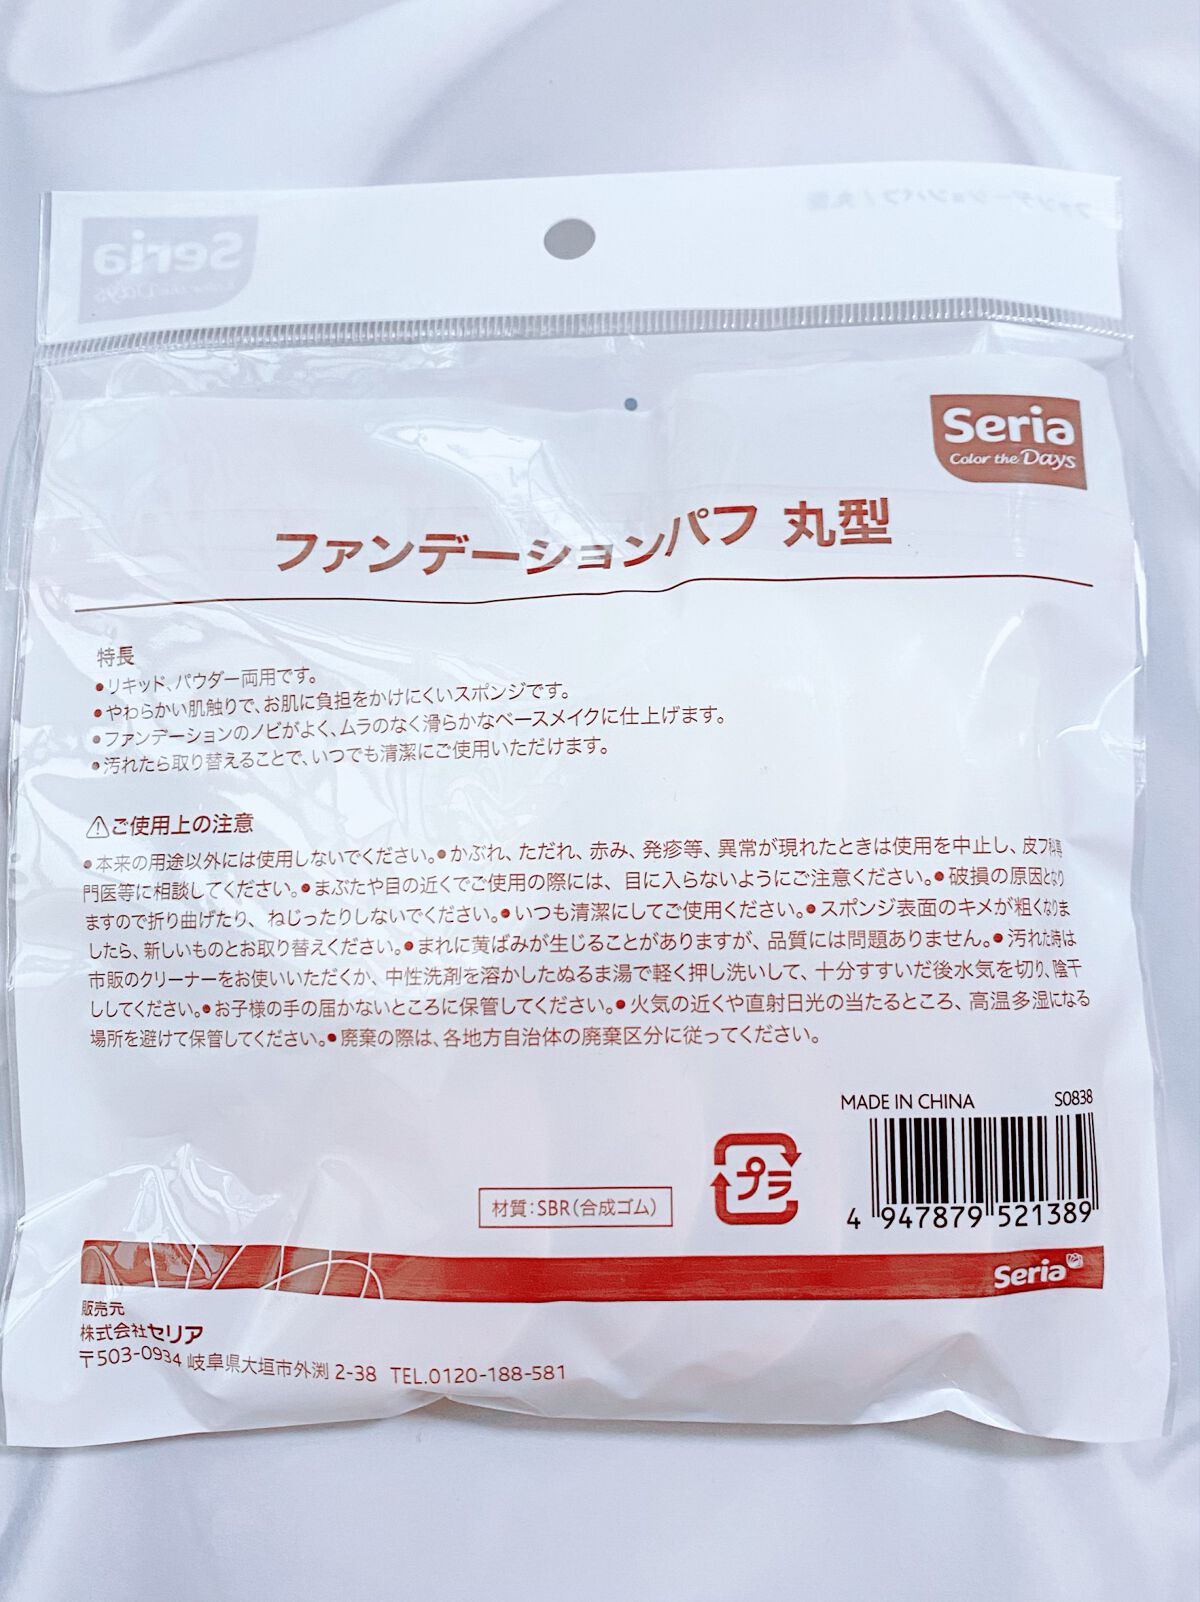 ファンデーションパフ / 丸型
Seria
Color the Days
Seria
Color the Days
ファンデーションパフ 丸型
特長
●リキッド、パウダー両用です。
●やわらかい肌触りで、お肌に負担をかけにくいスポンジです。
●ファンデーションのノビがよく、ムラのなく滑らかなベースメイクに仕上げます。
●汚れたら取り替えることで、いつでも清潔にご使用いただけます。
⚠ご使用上の注意
●本来の用途以外には使用しないでください。●かぶれ、ただれ、赤み、発疹等、異常が現れたときは使用を中止し、皮フ科専
門医等に相談してください。●まぶたや目の近くでご使用の際には、目に入らないようにご注意ください。●破損の原因となり
ますので折り曲げたり、ねじったりしないでください。●いつも清潔にしてご使用ください。●スポンジ表面のキメが粗くなりま
したら、新しいものとお取り替えください。●まれに黄ばみが生じることがありますが、品質には問題ありません。●汚れた時は
市販のクリーナーをお使いいただくか、中性洗剤を溶かしたぬるま湯で軽く押し洗いして、十分すすいだ後水気を切り、陰干
ししてください。●お子様の手の届かないところに保管してください。●火気の近くや直射日光の当たるところ、高温多湿になる
場所を避けて保管してください。●廃棄の際は、各地方自治体の廃棄区分に従ってください。
MADE IN CHINA S0838
プラ
材質：SBR（合成ゴム）
4 947879 521389
Seria
販売元
株式会社セリア
〒503-0934 岐阜県大垣市外渕 2-38 TEL.0120-188-581